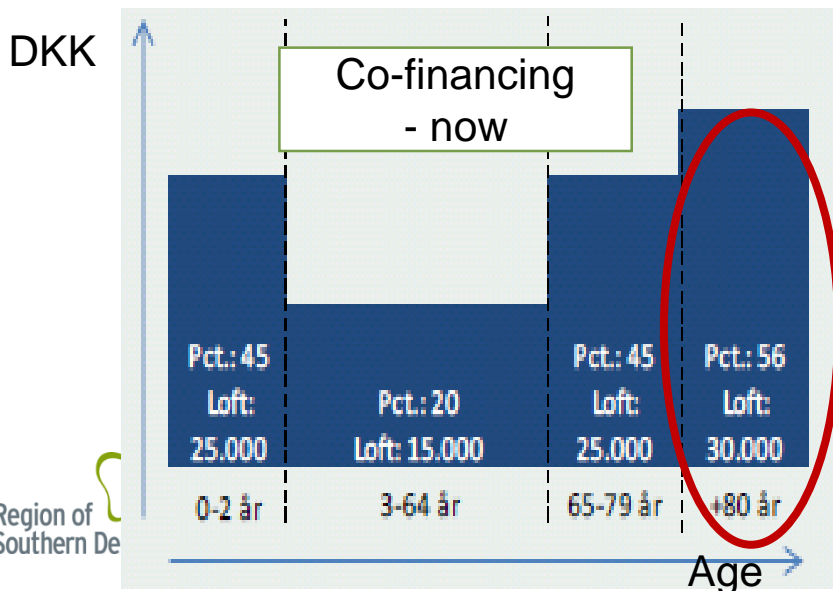 DKK
Co-financing
- now
Pct.: 45
Loft:
25.000
Pct.: 20
Loft: 15.000
Pct.: 45
Loft:
25.000
Pct.: 56
Loft:
30.000
0-2 år
3-64 år
65-79 år
+80 år
Region of
Southern De
Age